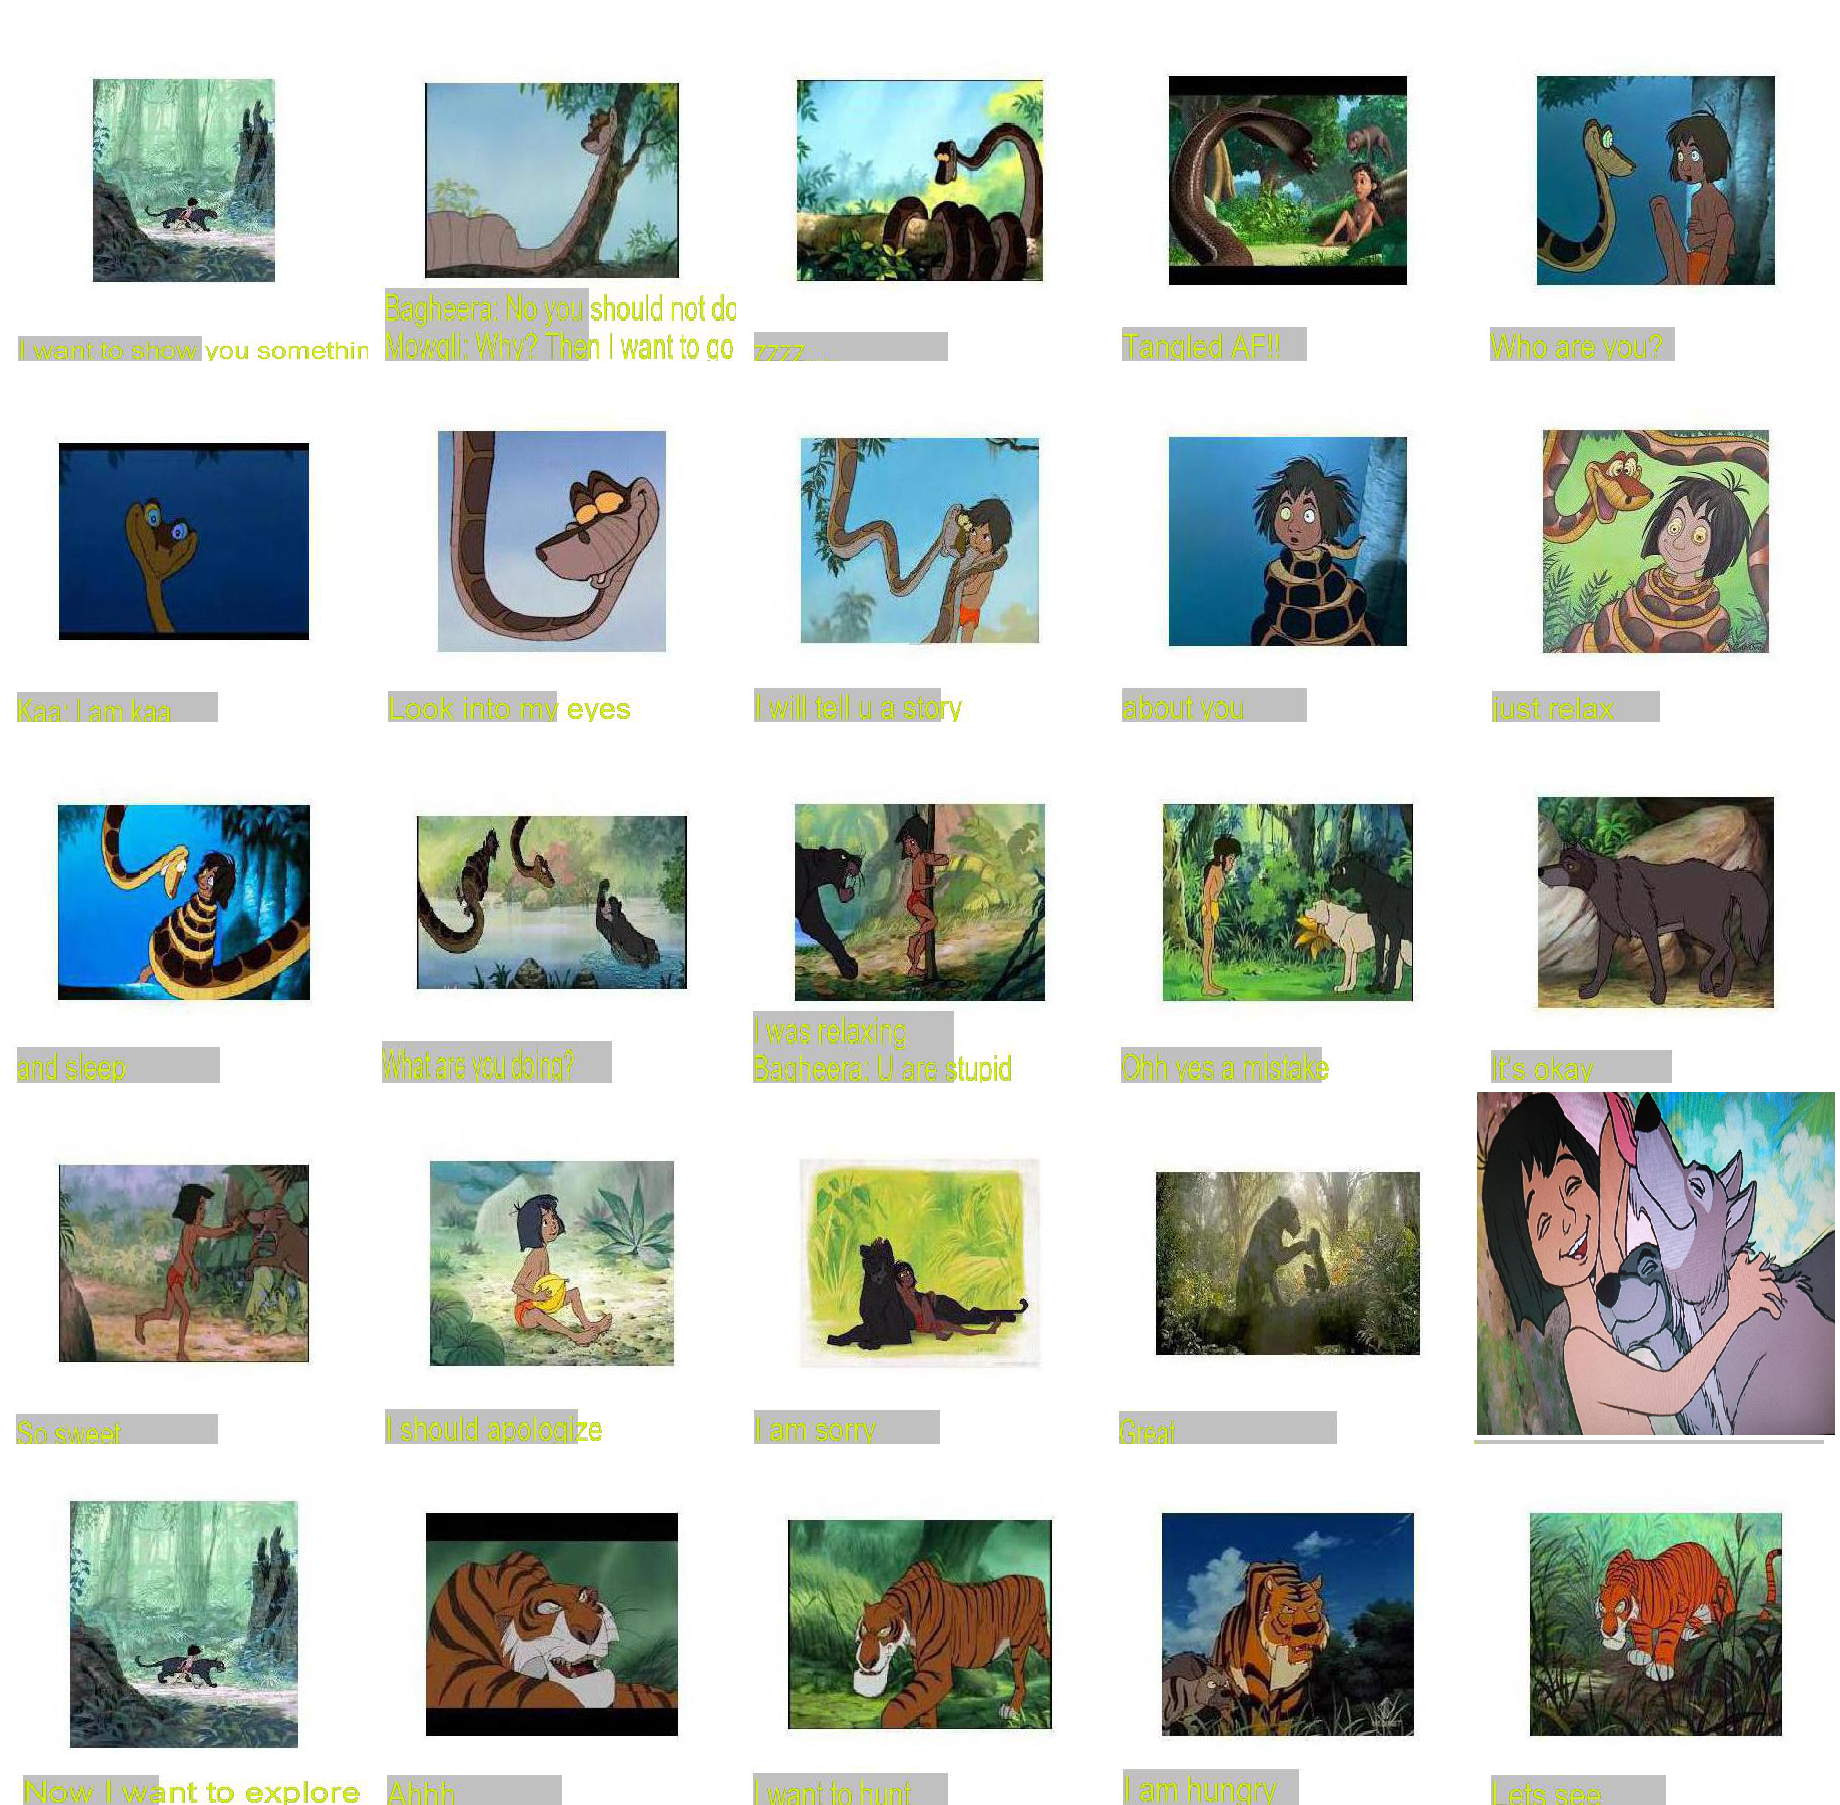 I want to show you somethin
Bagheera: No you should not do
Mowgli: Why? Then I want to go
zzzz...
Tangled AF!!
Who are you?
Kaa: I am kaa
Look into my eyes
I will tell u a story
about you
just relax
and sleep
What are you doing?
I was relaxing
Bagheera: U are stupid
Ohh yes a mistake
It's okay
So sweet
I should apologize
I am sorry
Great
Now I want to explore
Ahhh
I want to hunt
I am hungry
Lets see